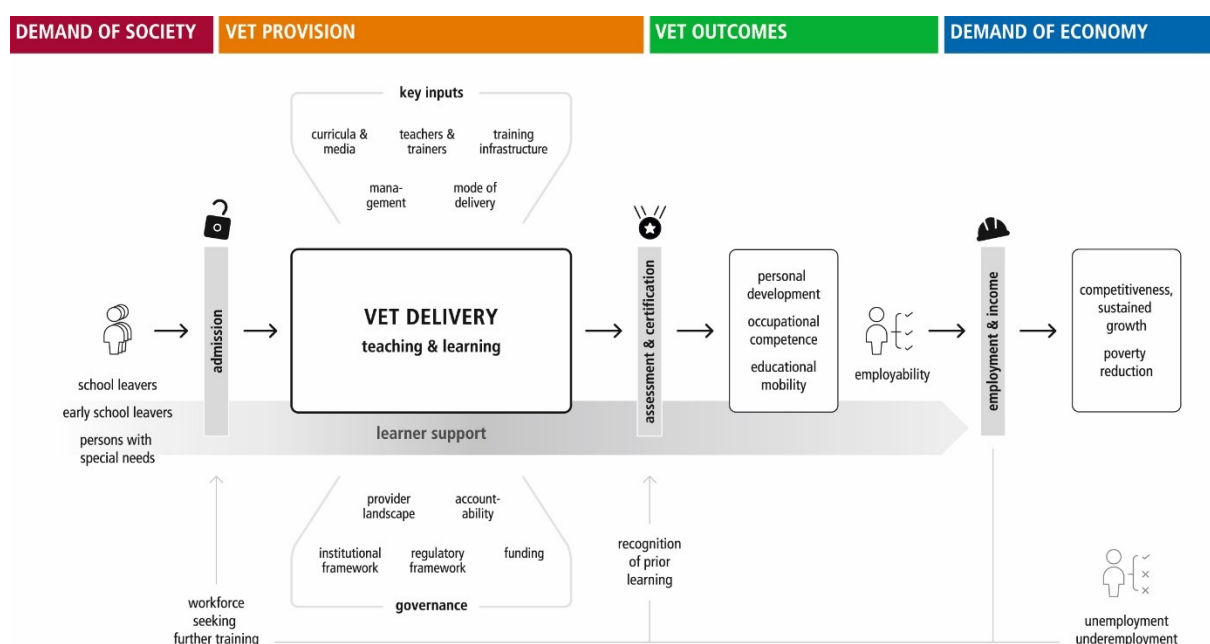 DEMAND OF SOCIETY
VET PROVISION
VET OUTCOMES
DEMAND OF ECONOMY
key inputs
curricula &
media
teachers &
trainers
training
infrastructure
mana-
gement
mode of
delivery
school leavers
early school leavers
persons with
special needs
admission
VET DELIVERY
teaching & learning
learner support
assessment & certification
personal
development
occupational
competence
educational
mobility
employability
employment & income
competitiveness,
sustained
growth
poverty
reduction
provider
landscape
account-
ability
institutional
framework
regulatory
framework
funding
governance
workforce
seeking
further training
recognition
of prior
learning
unemployment
underemployment